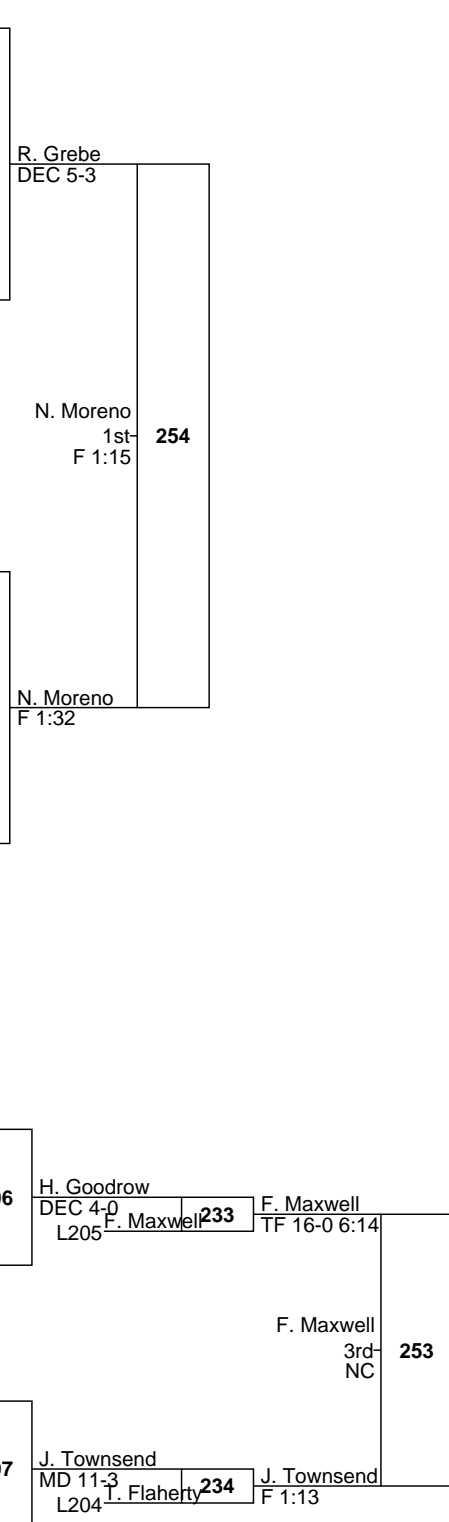 R. Grebe
DEC 5-3
N. Moreno
1st
254
F 1:15
N. Moreno
F 1:32
H. Goodrow
DEC 4-0
L205
F. Maxwell
233
F. Maxwell
TF 16-0 6:14
F. Maxwell
3rd
253
NC
J. Townsend
MD 11-3
L204
T. Flaherty
234
J. Townsend
F 1:13